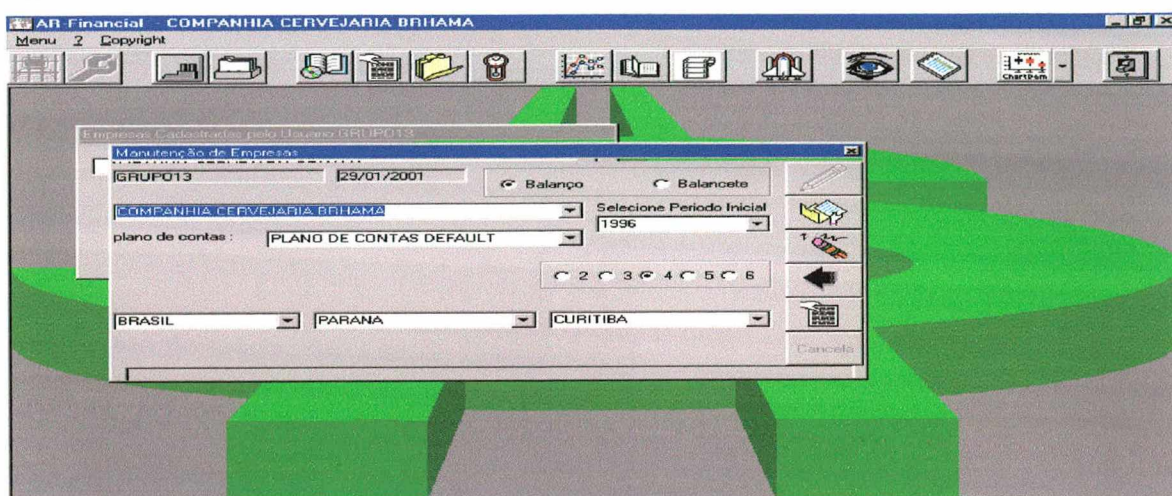 AR-Financial - COMPANHIA CERVEJARIA BRHAMA
Menu ? Copyright
ChartPam
Empresas Cadastradas pelo Usuario GRUPO13
Manutenção de Empresas
GRUPO13 29/01/2001 Balanço Balancete
COMPANHIA CERVEJARIA BRHAMA Selecione Periodo Inicial
1996
plano de contas : PLANO DE CONTAS DEFAULT
2 3 4 5 6
BRASIL PARANA CURITIBA
Cancela